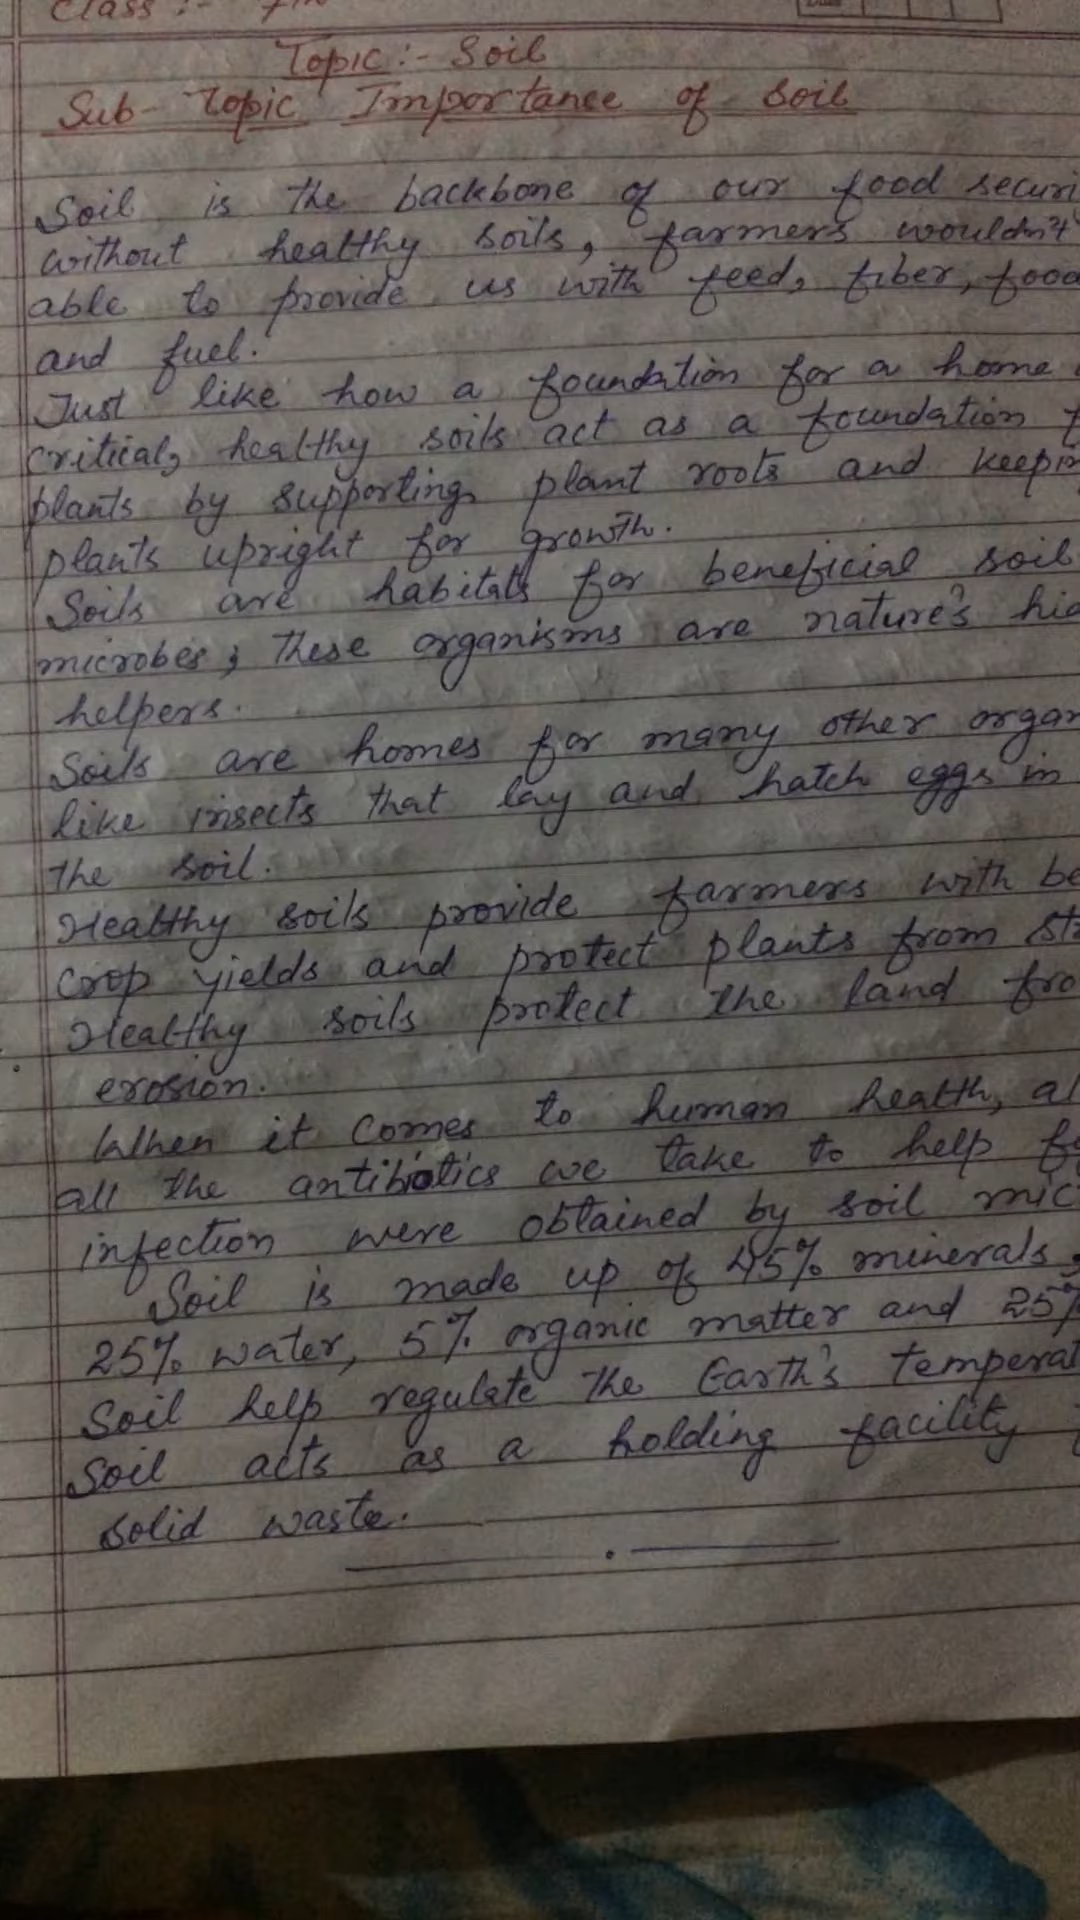 Class :- 7th
Topic :- Soil
Sub- Topic Importance of soil
Soil is the backbone of our food securi
without healthy soils, farmers wouldn't
able to provide us with feed, fiber, food
and fuel.
Just like how a foundation for a home
critical, healthy soils act as a foundation f
plants by supporting plant roots and keepin
plants upright for growth.
Soils are habitats for beneficial soil
microbes; these organisms are nature's hid
helpers.
Soils are homes for many other organ
like insects that lay and hatch eggs in
the soil.
Healthy soils provide farmers with be
crop yields and protect plants from str
Healthy soils protect the land fro
erosion.
When it comes to human health, al
all the antibiotics we take to help fi
infection were obtained by soil mic
Soil is made up of 45% minerals,
25% water, 5% organic matter and 25%
Soil help regulate the Earth's temperat
Soil acts as a holding facility f
solid waste.